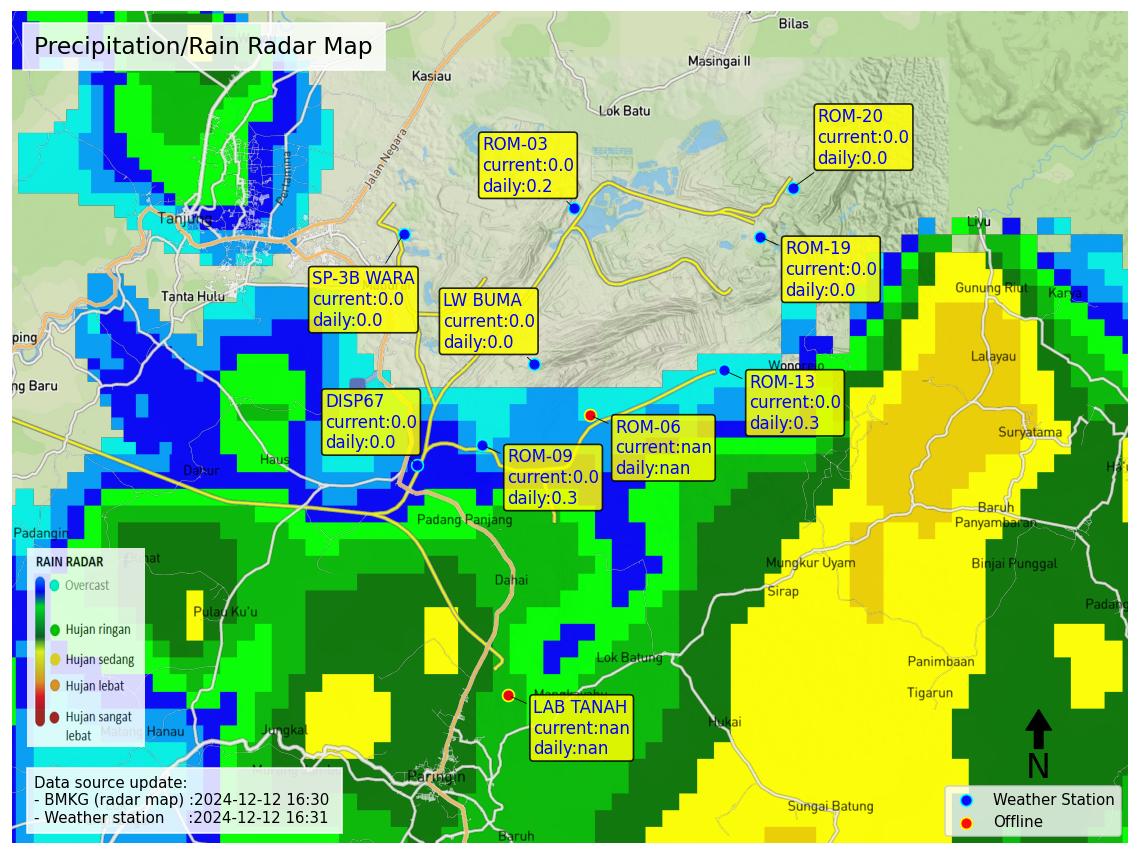 Precipitation/Rain Radar Map
Bilas
Masingai II
Kasiau
Lok Batu
Jalan Negara
Pertamina
Tanjung
Tanta Hulu
ROM-03
current:0.0
daily:0.2
ROM-20
current:0.0
daily:0.0
ROM-19
current:0.0
daily:0.0
SP-3B WARA
current:0.0
daily:0.0
LW BUMA
current:0.0
daily:0.0
Liyu
Gunung Riut
Karya
Lalayau
Suryatama
ping
ng Baru
DISP67
current:0.0
daily:0.0
ROM-13
current:0.0
daily:0.3
ROM-06
current:nan
daily:nan
ROM-09
current:0.0
daily:0.3
Haus
Dahur
Padang Panjang
Padangin
Baruh
Panyambaran
Binjai Punggal
Mungkur Uyam
Sirap
Dahai
Pulau Ku'u
Padang
Lok Batung
Panimbaan
Tigarun
Hukai
LAB TANAH
current:nan
daily:nan
Jungkal
Paringin
Sungai Batung
Baruh
RAIN RADAR
Overcast
Hujan ringan
Hujan sedang
Hujan lebat
Hujan sangat
lebat
Data source update:
- BMKG (radar map) :2024-12-12 16:30
- Weather station :2024-12-12 16:31
N
Weather Station
Offline